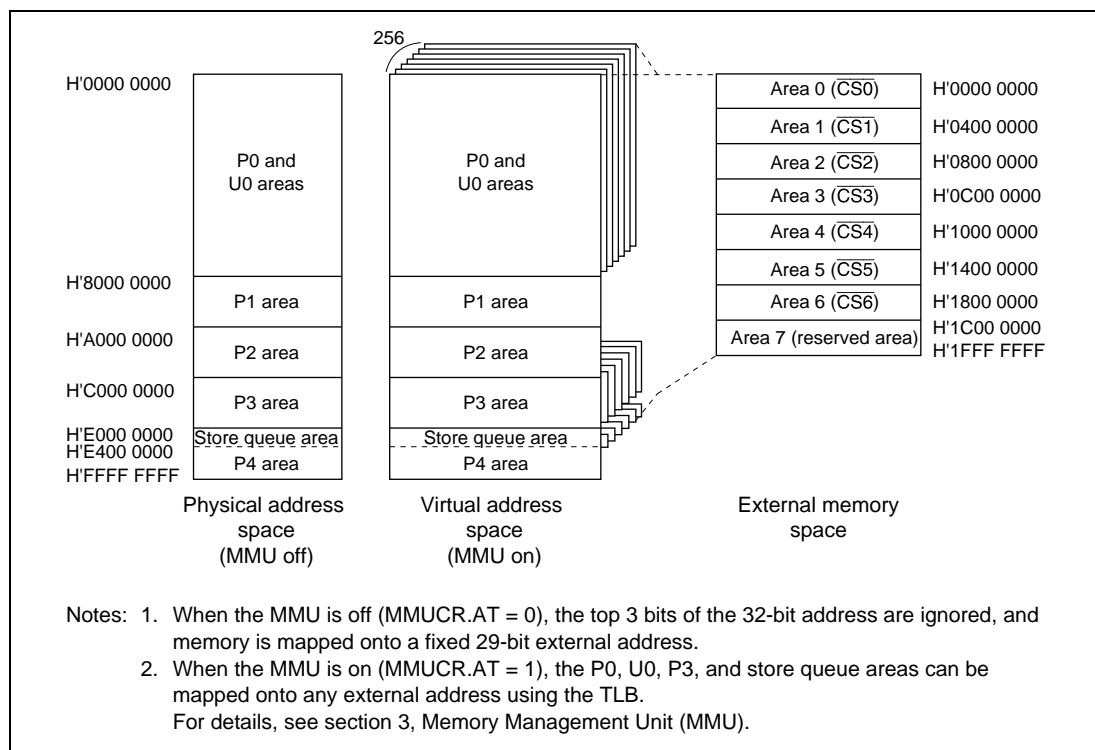 256
H'0000 0000
P0 and
U0 areas
H'8000 0000
P1 area
H'A000 0000
P2 area
H'C000 0000
P3 area
H'E000 0000
Store queue area
H'E400 0000
P4 area
H'FFFF FFFF
Physical address
space
(MMU off)
P0 and
U0 areas
P1 area
P2 area
P3 area
Store queue area
P4 area
Virtual address
space
(MMU on)
Area 0 (C̅S̅0̅) H'0000 0000
Area 1 (C̅S̅1̅) H'0400 0000
Area 2 (C̅S̅2̅) H'0800 0000
Area 3 (C̅S̅3̅) H'0C00 0000
Area 4 (C̅S̅4̅) H'1000 0000
Area 5 (C̅S̅5̅) H'1400 0000
Area 6 (C̅S̅6̅) H'1800 0000
Area 7 (reserved area) H'1C00 0000
H'1FFF FFFF
External memory
space
Notes: 1. When the MMU is off (MMUCR.AT = 0), the top 3 bits of the 32-bit address are ignored, and
memory is mapped onto a fixed 29-bit external address.
2. When the MMU is on (MMUCR.AT = 1), the P0, U0, P3, and store queue areas can be
mapped onto any external address using the TLB.
For details, see section 3, Memory Management Unit (MMU).